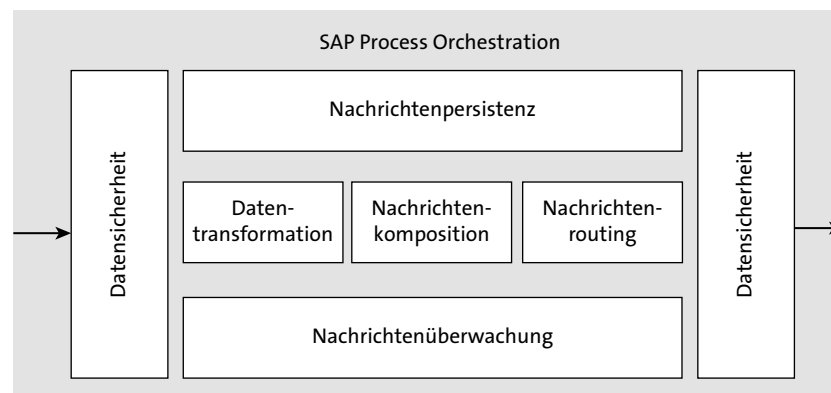 SAP Process Orchestration
Datensicherheit
Nachrichtenpersistenz
Daten-
transformation
Nachrichten-
komposition
Nachrichten-
routing
Nachrichtenüberwachung
Datensicherheit